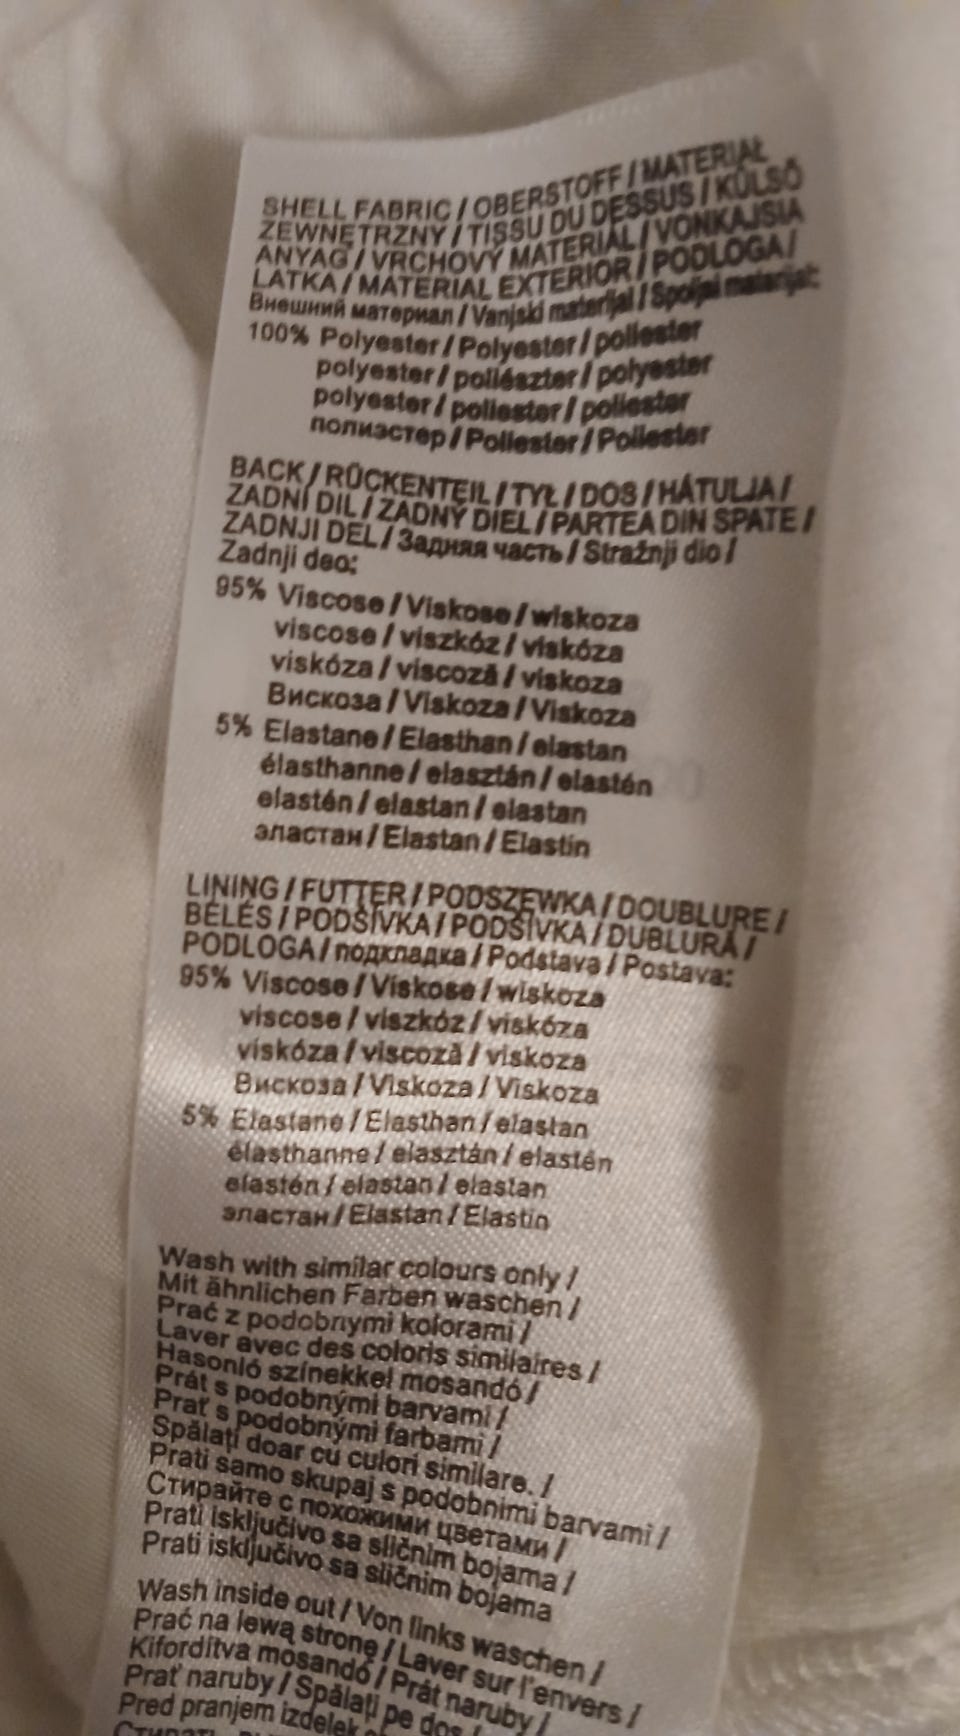 SHELL FABRIC / OBERSTOFF / MATERIAŁ
ZEWNĘTRZNY / TISSU DU DESSUS / KÜLSŐ
ANYAG / VRCHOVÝ MATERIÁL / VONKAJŠIA
LÁTKA / MATERIAL EXTERIOR / PODLOGA /
Внешний материал / Vanjski materijal / Spoljni materijal:
100% Polyester / Polyester / poliester
polyester / poliészter / polyester
polyester / poliester / poliester
полиэстер / Poliester / Poliester
BACK / RÜCKENTEIL / TYŁ / DOS / HÁTULJA /
ZADNÍ DÍL / ZADNÝ DIEL / PARTEA DIN SPATE /
ZADNJI DEL / Задняя часть / Stražnji dio /
Zadnji deo:
95% Viscose / Viskose / wiskoza
viscose / viszkóz / viskóza
viskóza / viscoză / viskoza
Вискоза / Viskoza / Viskoza
5% Elastane / Elasthan / elastan
élasthanne / elasztán / elastén
elastén / elastan / elastan
эластан / Elastan / Elastin
LINING / FUTTER / PODSZEWKA / DOUBLURE /
BÉLÉS / PODŠÍVKA / PODŠÍVKA / DUBLURĂ /
PODLOGA / подкладка / Podstava / Postava:
95% Viscose / Viskose / wiskoza
viscose / viszkóz / viskóza
viskóza / viscoză / viskoza
Вискоза / Viskoza / Viskoza
5% Elastane / Elasthan / elastan
élasthanne / elasztán / elastén
elastén / elastan / elastan
эластан / Elastan / Elastin
Wash with similar colours only /
Mit ähnlichen Farben waschen /
Prać z podobnymi kolorami /
Laver avec des coloris similaires /
Hasonló színekkel mosandó /
Prát s podobnými barvami /
Prať s podobnými farbami /
Spălați doar cu culori similare. /
Prati samo skupaj s podobnimi barvami /
Стирайте с похожими цветами /
Prati isključivo sa sličnim bojama /
Prati isključivo sa sličnim bojama
Wash inside out / Von links waschen /
Prać na lewą stronę / Laver sur l'envers /
Kifordítva mosandó / Prát naruby /
Prať naruby / Spălați pe dos /
Pred pranjem izdelek